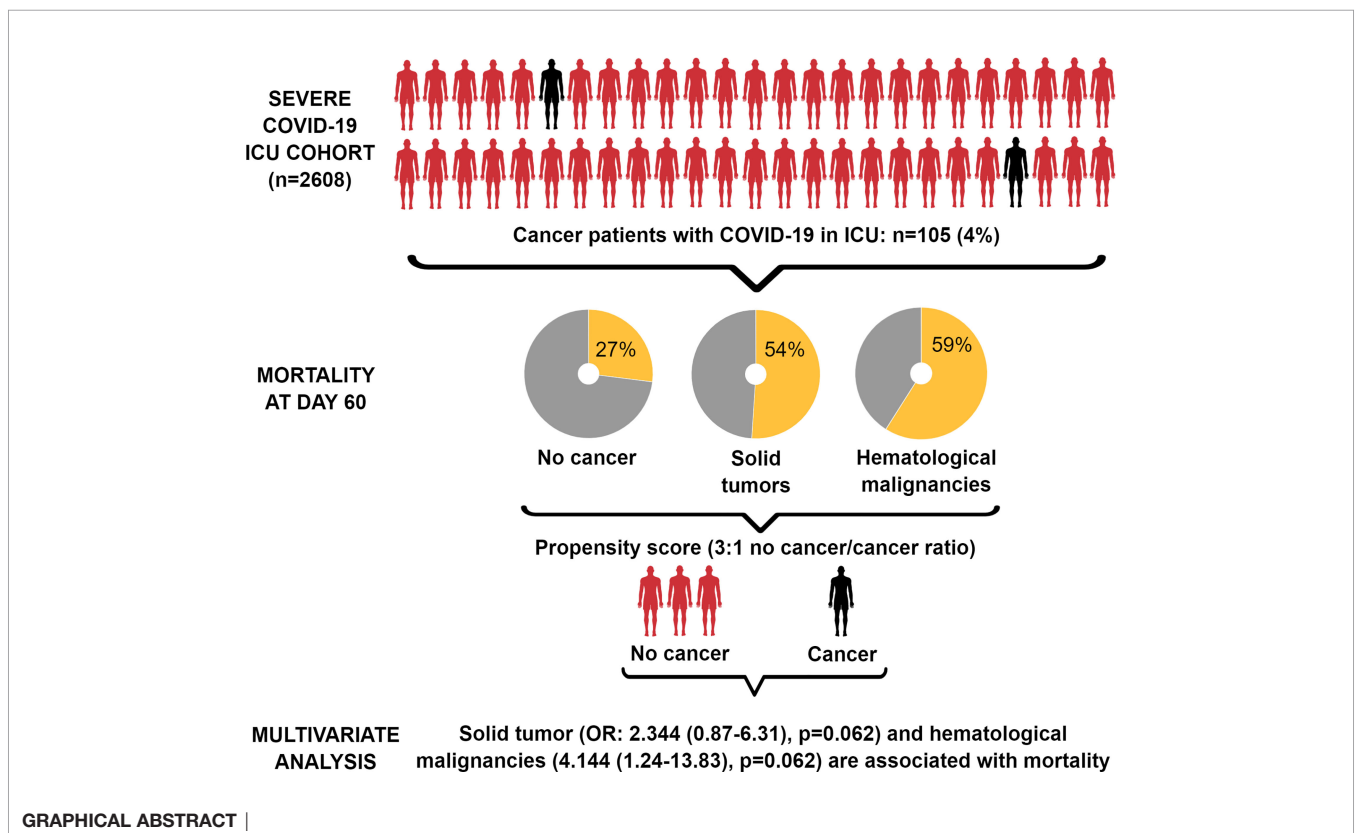 SEVERE
COVID-19
ICU COHORT
(n=2608)
Cancer patients with COVID-19 in ICU: n=105 (4%)
MORTALITY
AT DAY 60
27%
54%
59%
No cancer
Solid
tumors
Hematological
malignancies
Propensity score (3:1 no cancer/cancer ratio)
No cancer
Cancer
MULTIVARIATE
ANALYSIS
Solid tumor (OR: 2.344 (0.87-6.31), p=0.062) and hematological
malignancies (4.144 (1.24-13.83), p=0.062) are associated with mortality
GRAPHICAL ABSTRACT |